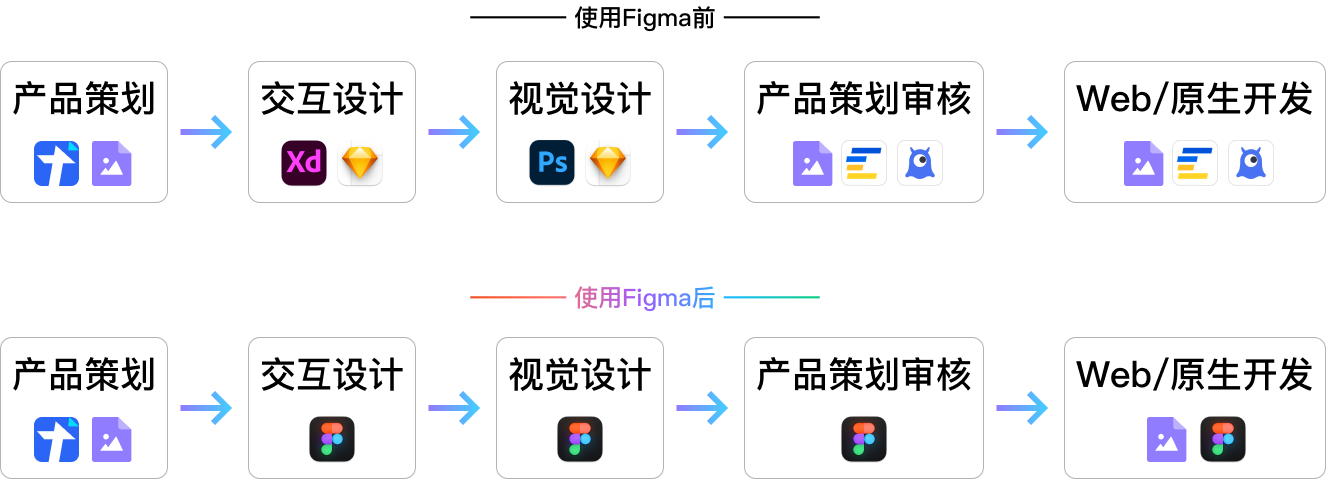 使用Figma前
产品策划
交互设计
视觉设计
产品策划审核
Web/原生开发
Xd
Ps
使用Figma后
产品策划
交互设计
视觉设计
产品策划审核
Web/原生开发